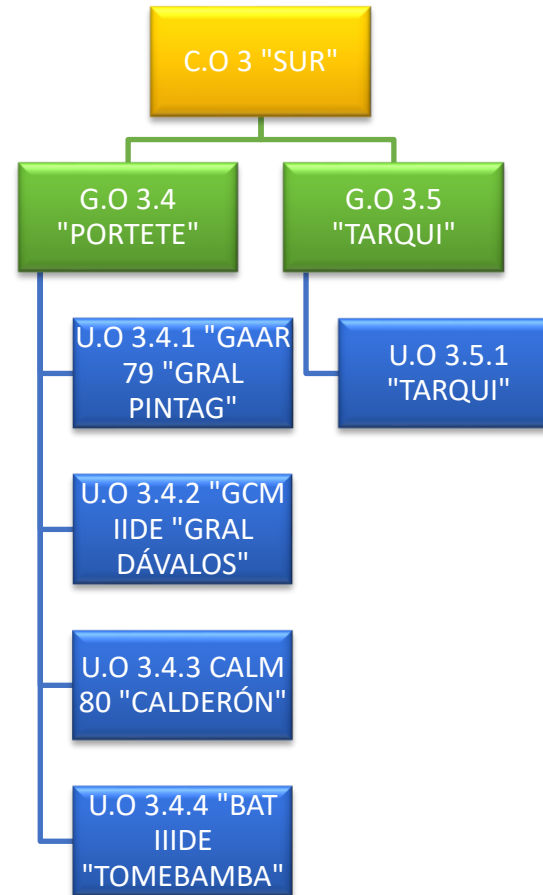 C.O 3 "SUR"
G.O 3.4
"PORTETE"
G.O 3.5
"TARQUI"
U.O 3.4.1 "GAAR
79 "GRAL
PINTAG"
U.O 3.4.2 "GCM
IIDE "GRAL
DÁVALOS"
U.O 3.4.3 CALM
80 "CALDERÓN"
U.O 3.4.4 "BAT
IIIDE
"TOMEBAMBA"
U.O 3.5.1
"TARQUI"